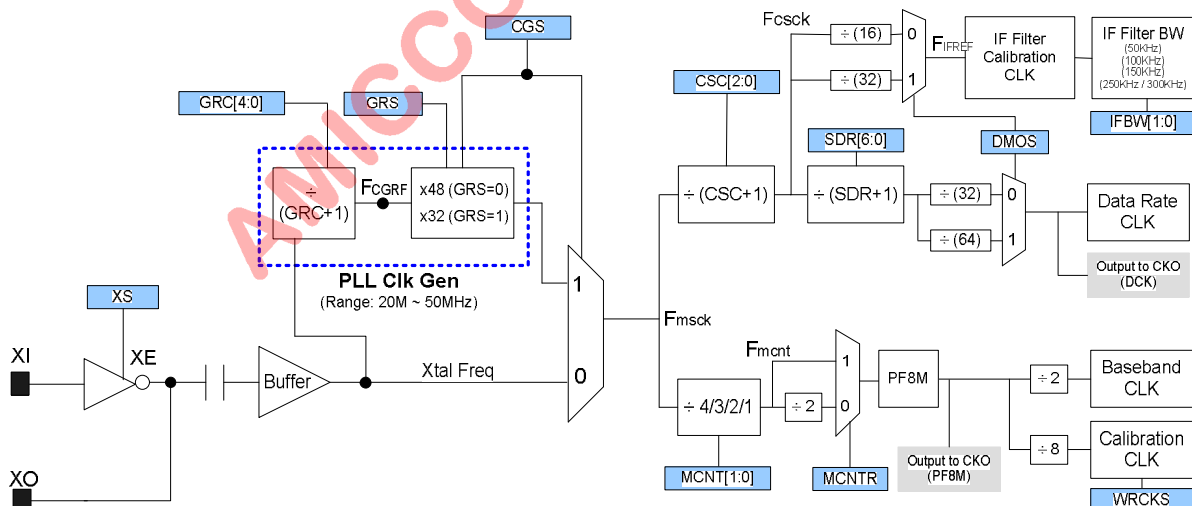 AMICC
CGS
GRC[4:0]
GRS
÷
(GRC+1)
FCGRF
x48 (GRS=0)
x32 (GRS=1)
PLL Clk Gen
(Range: 20M ~ 50MHz)
XS
XI
XE
XO
Buffer
Xtal Freq
1
0
Fmsck
CSC[2:0]
÷ (CSC+1)
Fcsck
÷ (16)
÷ (32)
0
1
FIFREF
IF Filter
Calibration
CLK
IF Filter BW
(50KHz)
(100KHz)
(150KHz)
(250KHz / 300KHz)
IFBW[1:0]
SDR[6:0]
÷ (SDR+1)
DMOS
÷ (32)
÷ (64)
0
1
Data Rate
CLK
Output to CKO
(DCK)
÷ 4/3/2/1
MCNT[1:0]
Fmcnt
÷ 2
1
0
MCNTR
PF8M
Output to CKO
(PF8M)
÷2
÷8
Baseband
CLK
Calibration
CLK
WRCKS